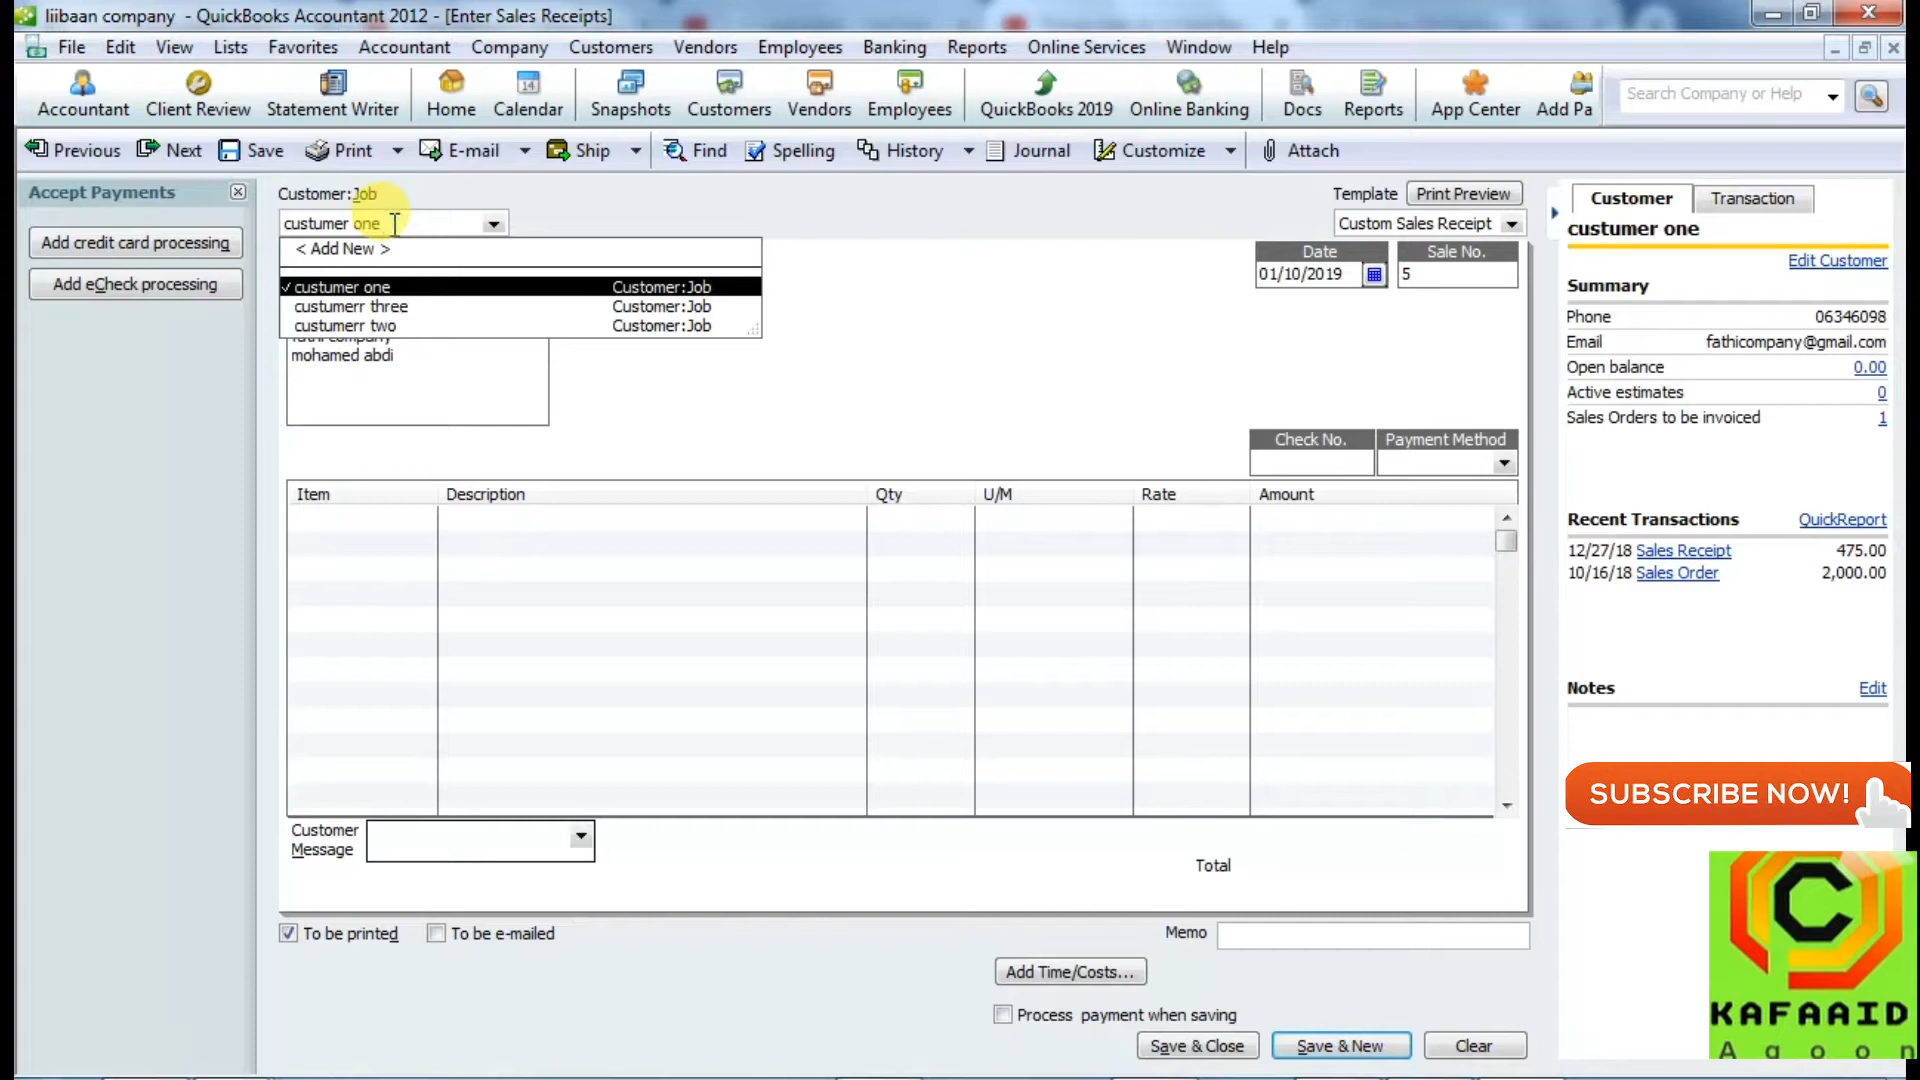 liibaan company - QuickBooks Accountant 2012 - [Enter Sales Receipts]
File Edit View Lists Favorites Accountant Company Customers Vendors Employees Banking Reports Online Services Window Help
Accountant Client Review Statement Writer Home Calendar Snapshots Customers Vendors Employees QuickBooks 2019 Online Banking Docs Reports App Center Add Pa
Search Company or Help
Previous Next Save Print E-mail Ship Find Spelling History Journal Customize Attach
Accept Payments
Add credit card processing
Add eCheck processing
Customer:Job
custumer one
< Add New >
✓ custumer one Customer:Job
custumerr three Customer:Job
custumerr two Customer:Job
fathi company
mohamed abdi
Template Print Preview
Custom Sales Receipt
Date Sale No.
01/10/2019 5
Check No. Payment Method
Item Description Qty U/M Rate Amount
Customer
Message
Total
To be printed To be e-mailed
Memo
Add Time/Costs...
Process payment when saving
Save & Close Save & New Clear
Customer Transaction
custumer one
Edit Customer
Summary
Phone 06346098
Email fathicompany@gmail.com
Open balance 0.00
Active estimates 0
Sales Orders to be invoiced 1
Recent Transactions QuickReport
12/27/18 Sales Receipt 475.00
10/16/18 Sales Order 2,000.00
Notes Edit
SUBSCRIBE NOW!
KAFAAID
Aqoon